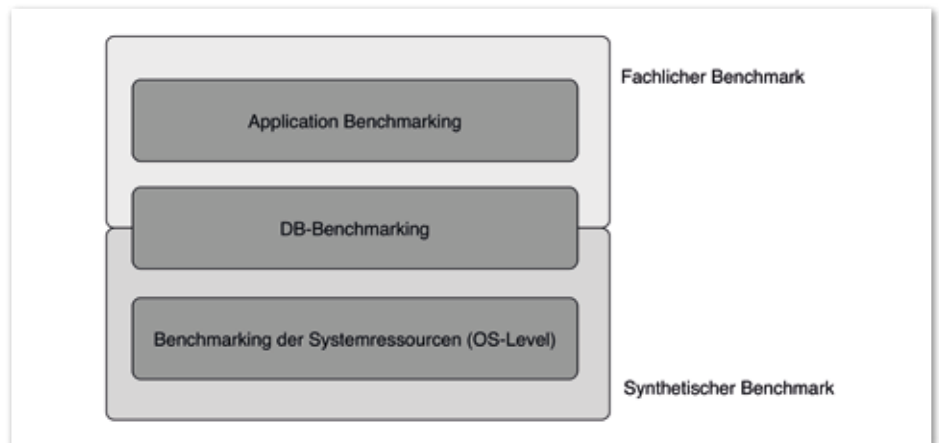 Fachlicher Benchmark
Application Benchmarking
DB-Benchmarking
Benchmarking der Systemressourcen (OS-Level)
Synthetischer Benchmark